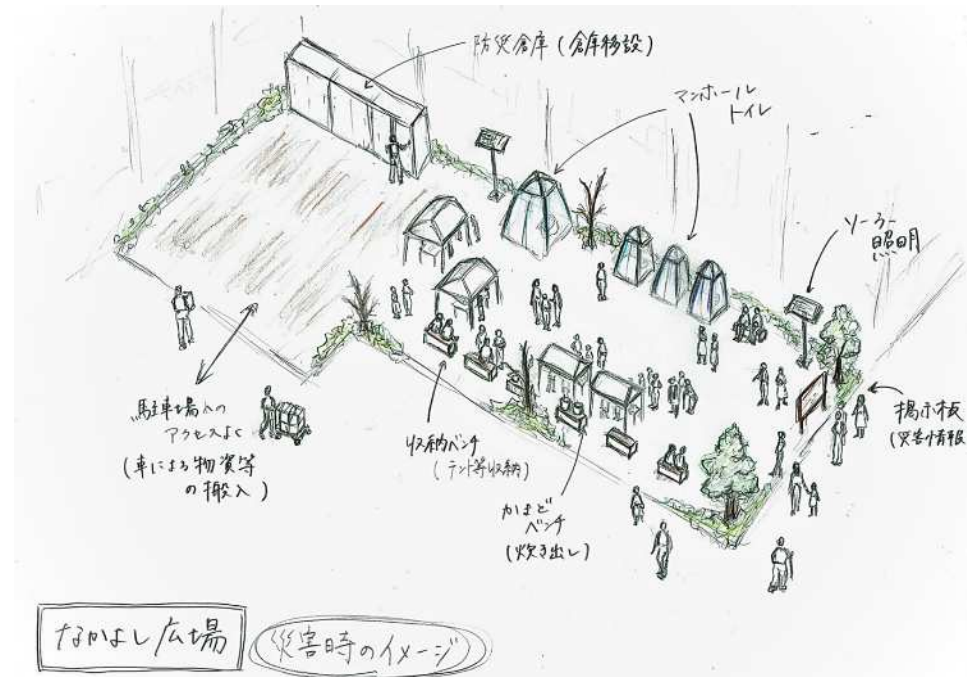 防災倉庫(倉庫移設)
マンホール
トイレ
ソーラー
照明
掲示板
(災害情報
駐車場への
アクセスよく
(車による物資等
の搬入)
収納ベンチ
(テント等収納)
かまど
ベンチ
(炊き出し)
なかよし広場
災害時のイメージ